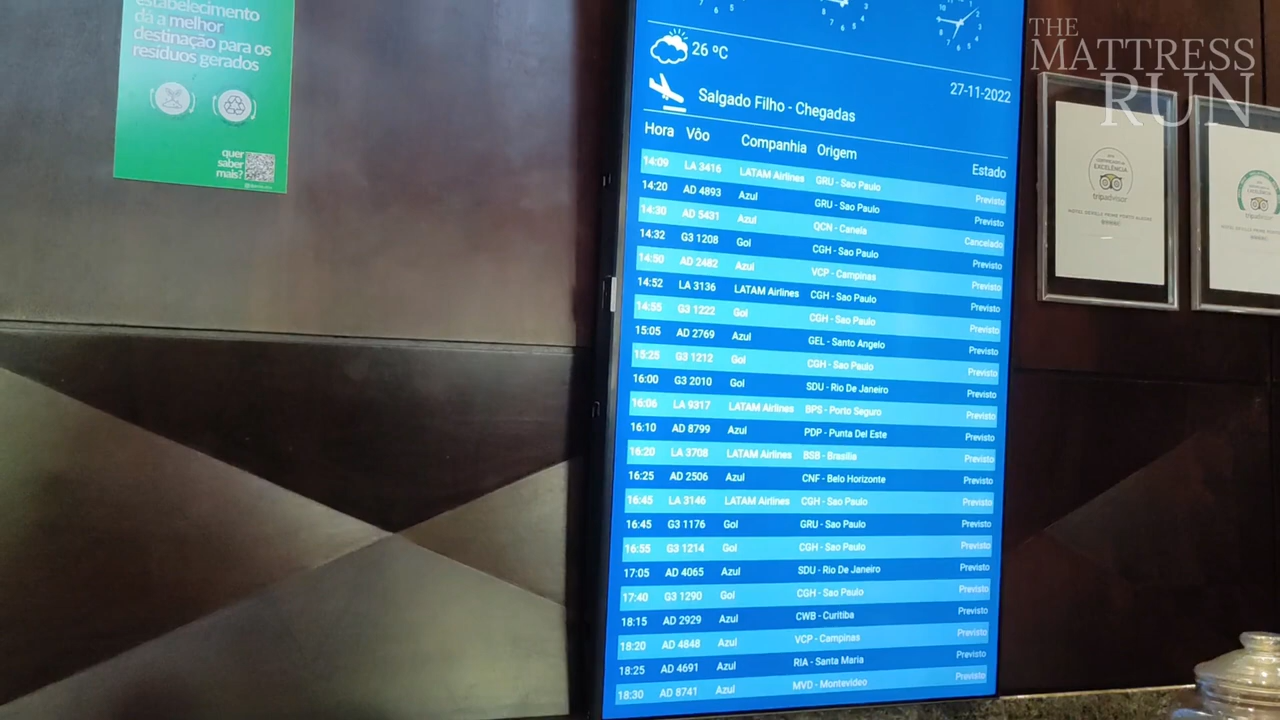 THE
MATTRESS
RUN
estabelecimento
dá a melhor
destinação para os
resíduos gerados
quer
saber
mais?
26 ºC
27-11-2022
Salgado Filho - Chegadas
Hora Vôo Companhia Origem Estado
14:09 LA 3416 LATAM Airlines GRU - Sao Paulo Previsto
14:20 AD 4893 Azul GRU - Sao Paulo Previsto
14:30 AD 5431 Azul QCN - Canela Cancelado
14:32 G3 1208 Gol CGH - Sao Paulo Previsto
14:50 AD 2482 Azul VCP - Campinas Previsto
14:52 LA 3136 LATAM Airlines CGH - Sao Paulo Previsto
14:55 G3 1222 Gol CGH - Sao Paulo Previsto
15:05 AD 2769 Azul GEL - Santo Angelo Previsto
15:25 G3 1212 Gol CGH - Sao Paulo Previsto
16:00 G3 2010 Gol SDU - Rio De Janeiro Previsto
16:06 LA 9317 LATAM Airlines BPS - Porto Seguro Previsto
16:10 AD 8799 Azul PDP - Punta Del Este Previsto
16:20 LA 3708 LATAM Airlines BSB - Brasilia Previsto
16:25 AD 2506 Azul CNF - Belo Horizonte Previsto
16:45 LA 3146 LATAM Airlines CGH - Sao Paulo Previsto
16:45 G3 1176 Gol GRU - Sao Paulo Previsto
16:55 G3 1214 Gol CGH - Sao Paulo Previsto
17:05 AD 4065 Azul SDU - Rio De Janeiro Previsto
17:40 G3 1290 Gol CGH - Sao Paulo Previsto
18:15 AD 2929 Azul CWB - Curitiba Previsto
18:20 AD 4848 Azul VCP - Campinas Previsto
18:25 AD 4691 Azul RIA - Santa Maria Previsto
18:30 AD 8741 Azul MVD - Montevideo Previsto
EXCELÊNCIA
tripadvisor
HOTEL DEVILLE PRIME PORTO ALEGRE
tripadvisor